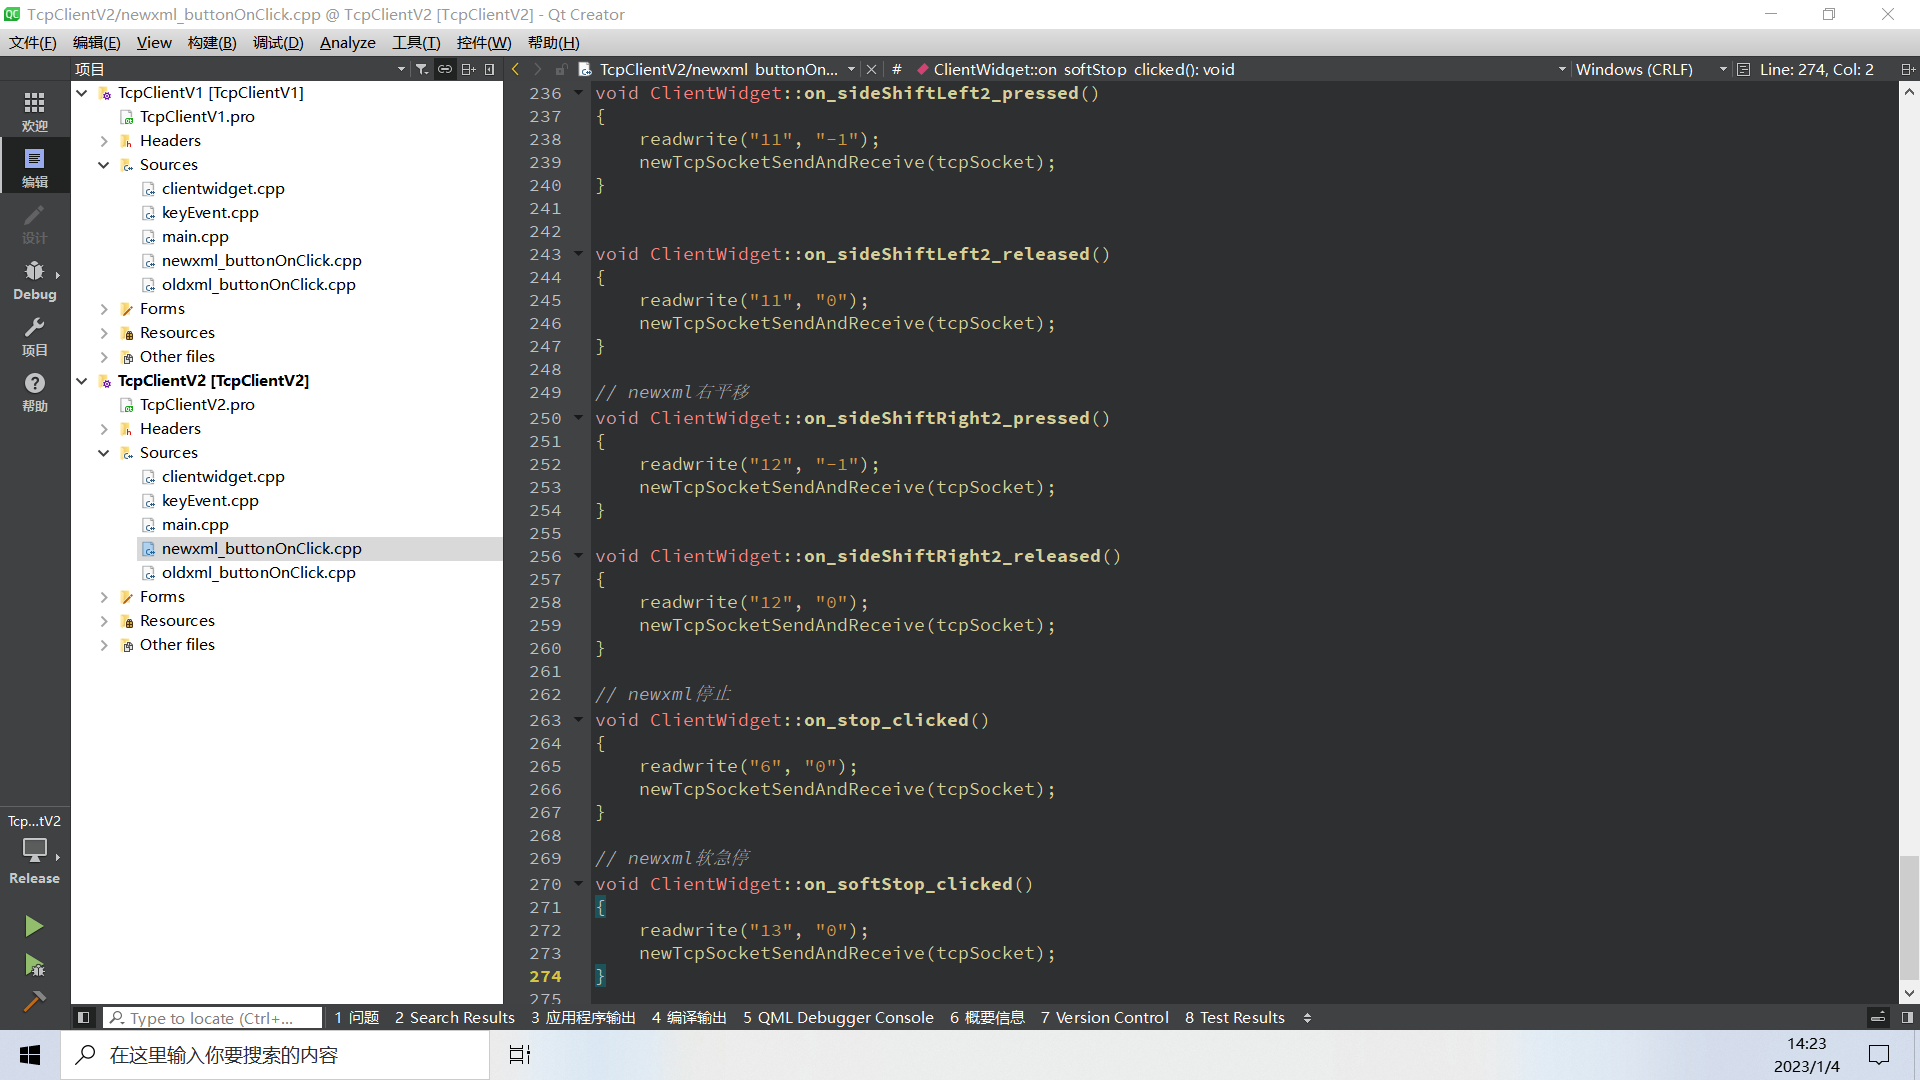 TcpClientV2/newxml_buttonOnClick.cpp @ TcpClientV2 [TcpClientV2] - Qt Creator
文件(F) 编辑(E) View 构建(B) 调试(D) Analyze 工具(T) 控件(W) 帮助(H)
项目
TcpClientV2/newxml_buttonOn... # ClientWidget::on_softStop_clicked(): void Windows (CRLF) Line: 274, Col: 2
欢迎
编辑
设计
Debug
项目
帮助
Tcp...tV2
Release
TcpClientV1 [TcpClientV1]
TcpClientV1.pro
Headers
Sources
clientwidget.cpp
keyEvent.cpp
main.cpp
newxml_buttonOnClick.cpp
oldxml_buttonOnClick.cpp
Forms
Resources
Other files
TcpClientV2 [TcpClientV2]
TcpClientV2.pro
Headers
Sources
clientwidget.cpp
keyEvent.cpp
main.cpp
newxml_buttonOnClick.cpp
oldxml_buttonOnClick.cpp
Forms
Resources
Other files
236 void ClientWidget::on_sideShiftLeft2_pressed()
237 {
238 readwrite("11", "-1");
239 newTcpSocketSendAndReceive(tcpSocket);
240 }
241
242
243 void ClientWidget::on_sideShiftLeft2_released()
244 {
245 readwrite("11", "0");
246 newTcpSocketSendAndReceive(tcpSocket);
247 }
248
249 // newxml右平移
250 void ClientWidget::on_sideShiftRight2_pressed()
251 {
252 readwrite("12", "-1");
253 newTcpSocketSendAndReceive(tcpSocket);
254 }
255
256 void ClientWidget::on_sideShiftRight2_released()
257 {
258 readwrite("12", "0");
259 newTcpSocketSendAndReceive(tcpSocket);
260 }
261
262 // newxml停止
263 void ClientWidget::on_stop_clicked()
264 {
265 readwrite("6", "0");
266 newTcpSocketSendAndReceive(tcpSocket);
267 }
268
269 // newxml软急停
270 void ClientWidget::on_softStop_clicked()
271 {
272 readwrite("13", "0");
273 newTcpSocketSendAndReceive(tcpSocket);
274 }
275
Type to locate (Ctrl+... 1 问题 2 Search Results 3 应用程序输出 4 编译输出 5 QML Debugger Console 6 概要信息 7 Version Control 8 Test Results
在这里输入你要搜索的内容
14:23
2023/1/4